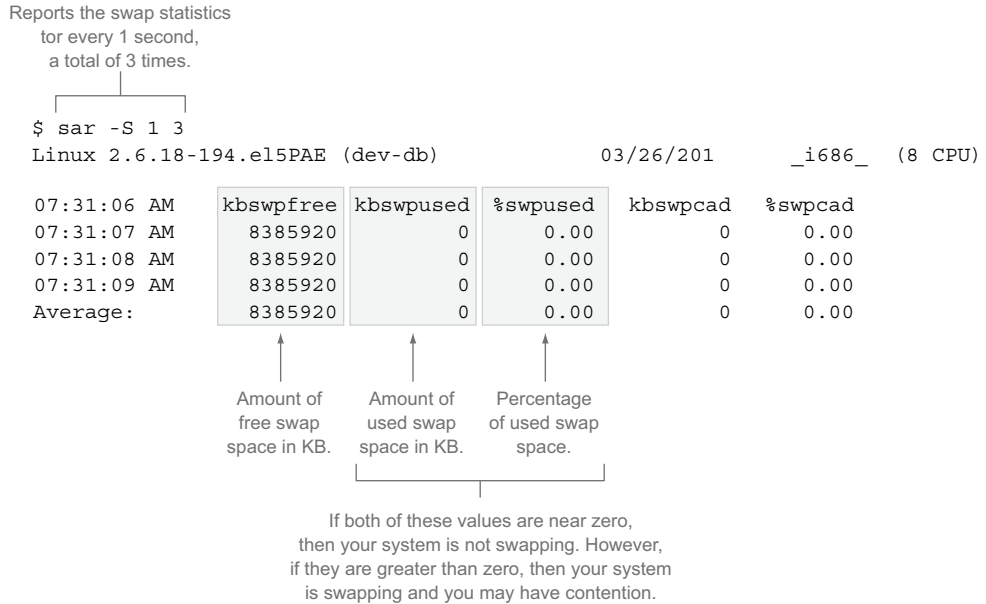 Reports the swap statistics
tor every 1 second,
a total of 3 times.
$ sar -S 1 3
Linux 2.6.18-194.el5PAE (dev-db) 03/26/201 _i686_ (8 CPU)
07:31:06 AM kbswpfree kbswpused %swpused kbswpcad %swpcad
07:31:07 AM 8385920 0 0.00 0 0.00
07:31:08 AM 8385920 0 0.00 0 0.00
07:31:09 AM 8385920 0 0.00 0 0.00
Average: 8385920 0 0.00 0 0.00
Amount of
free swap
space in KB.
Amount of
used swap
space in KB.
Percentage
of used swap
space.
If both of these values are near zero,
then your system is not swapping. However,
if they are greater than zero, then your system
is swapping and you may have contention.